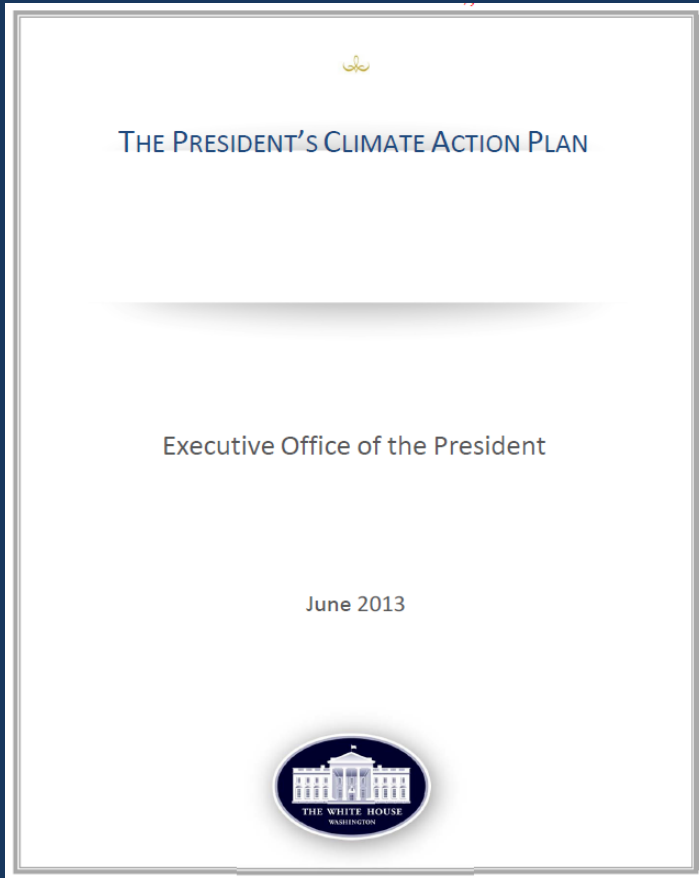 THE PRESIDENT'S CLIMATE ACTION PLAN
Executive Office of the President
June 2013
THE WHITE HOUSE
WASHINGTON